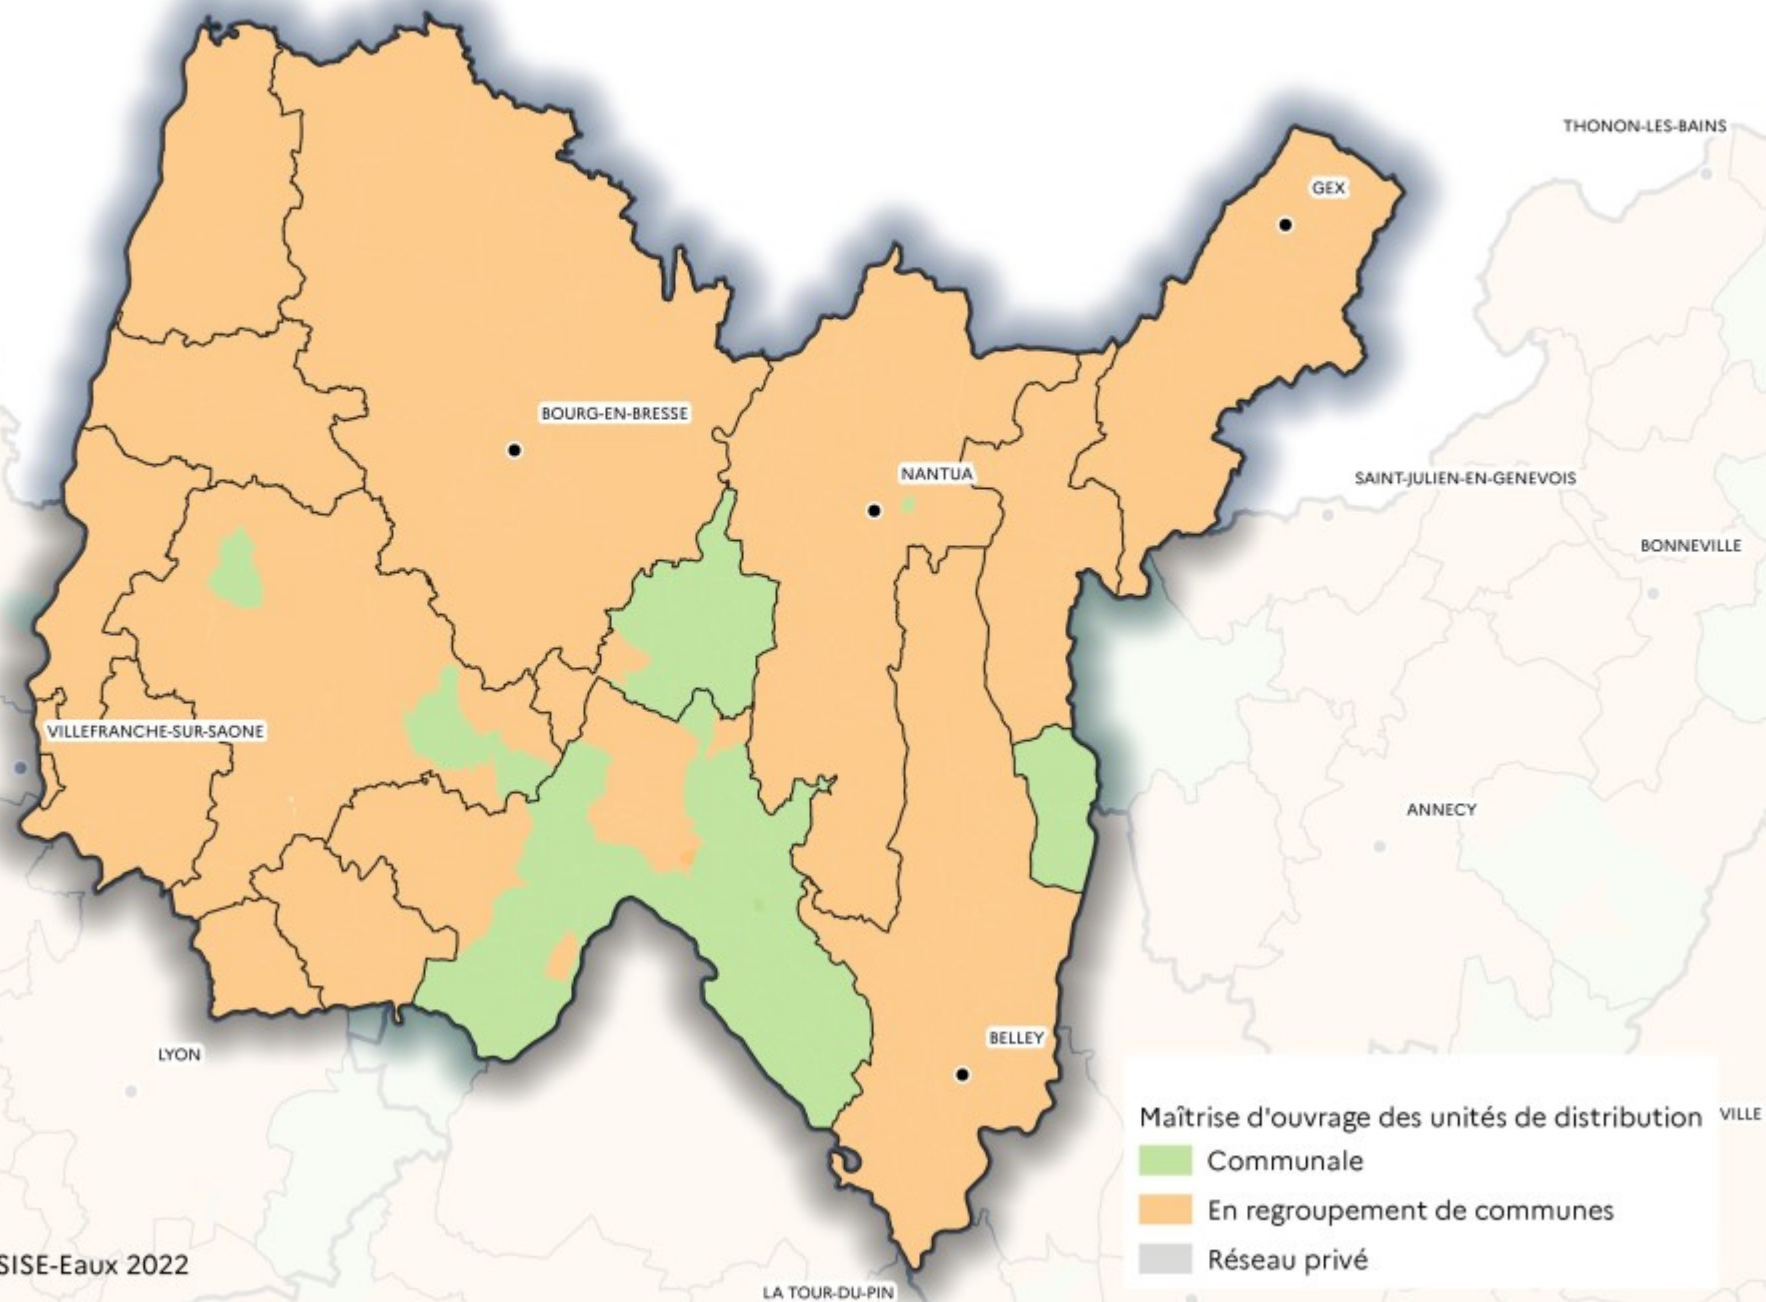 THONON-LES-BAINS
GEX
BOURG-EN-BRESSE
NANTUA
SAINT-JULIEN-EN-GENEVOIS
BONNEVILLE
VILLEFRANCHE-SUR-SAONE
ANNECY
BELLEY
LYON
Maîtrise d'ouvrage des unités de distribution
VILLE
Communale
En regroupement de communes
Réseau privé
SISE-Eaux 2022
LA TOUR-DU-PIN